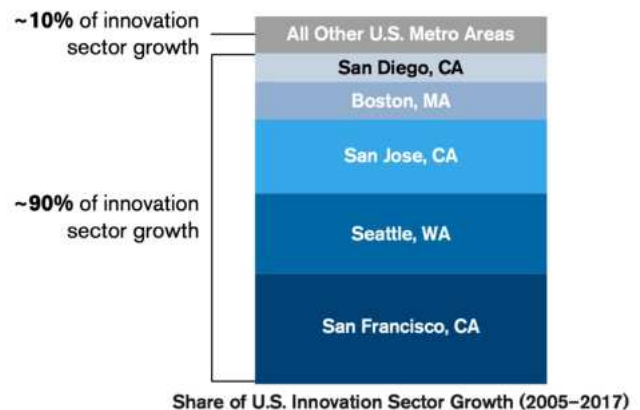 ~10% of innovation
sector growth
All Other U.S. Metro Areas
San Diego, CA
Boston, MA
San Jose, CA
~90% of innovation
sector growth
Seattle, WA
San Francisco, CA
Share of U.S. Innovation Sector Growth (2005–2017)